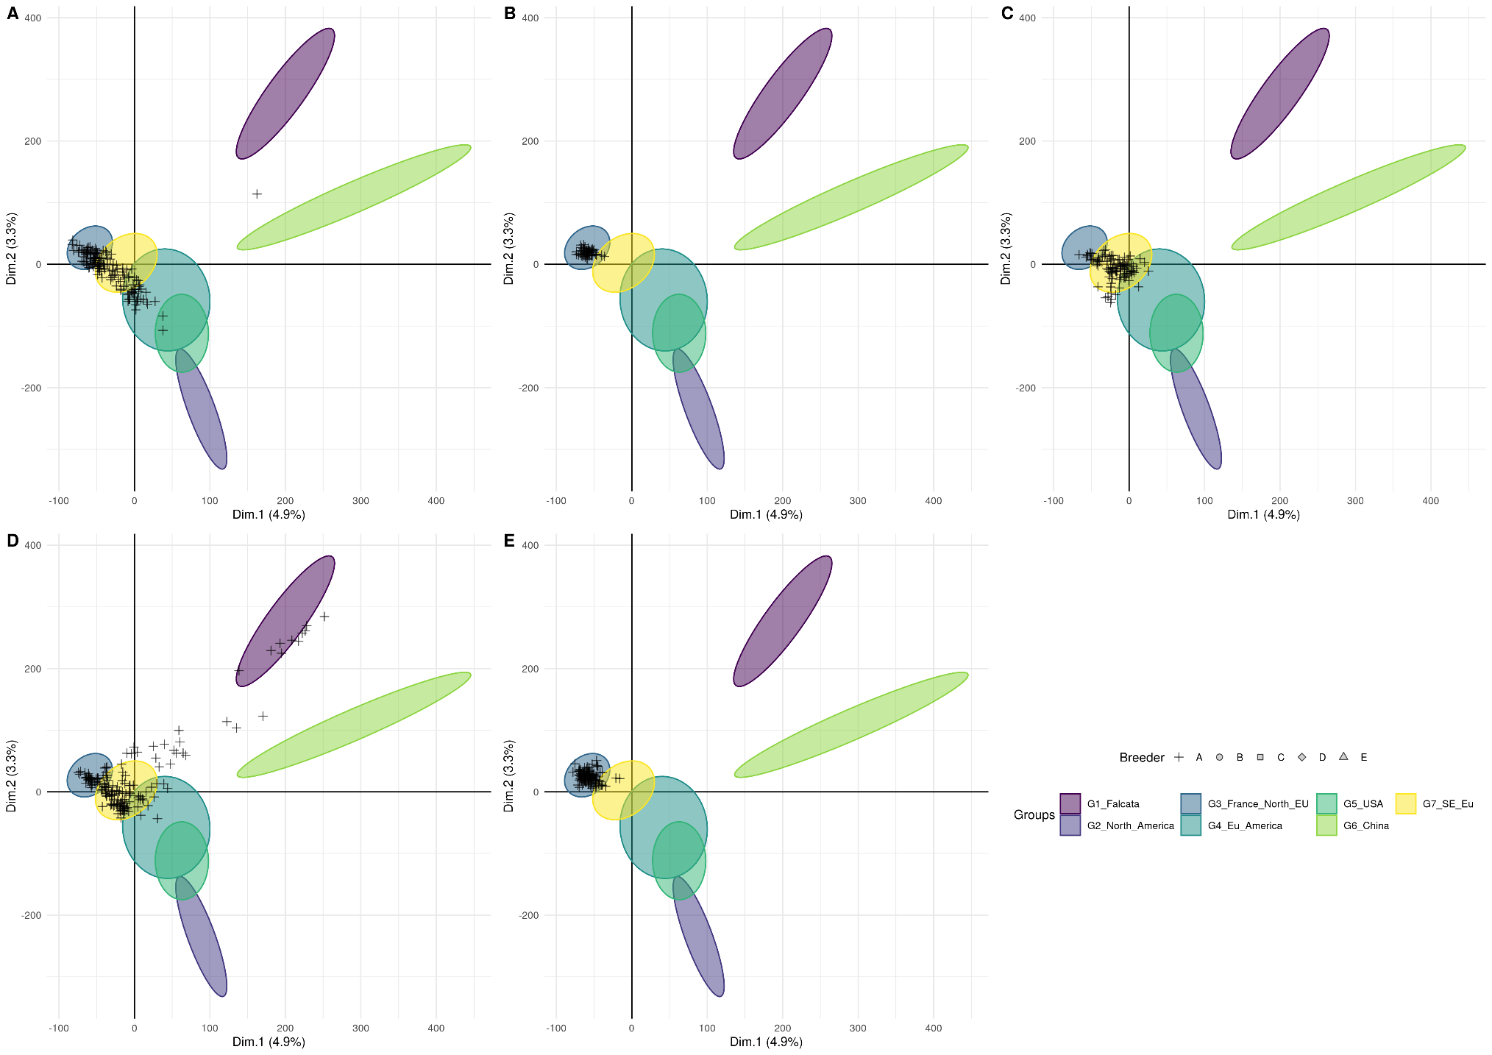 A
400
200
0
-200
-100
0
100
200
300
400
Dim.2 (3.3%)
Dim.1 (4.9%)
B
400
200
0
-200
-100
0
100
200
300
400
Dim.2 (3.3%)
Dim.1 (4.9%)
C
400
200
0
-200
-100
0
100
200
300
400
Dim.2 (3.3%)
Dim.1 (4.9%)
D
400
200
0
-200
-100
0
100
200
300
400
Dim.2 (3.3%)
Dim.1 (4.9%)
E
400
200
0
-200
-100
0
100
200
300
400
Dim.2 (3.3%)
Dim.1 (4.9%)
Breeder A B C D E
Groups
G1_Falcata G3_France_North_EU G5_USA G7_SE_Eu
G2_North_America G4_Eu_America G6_China